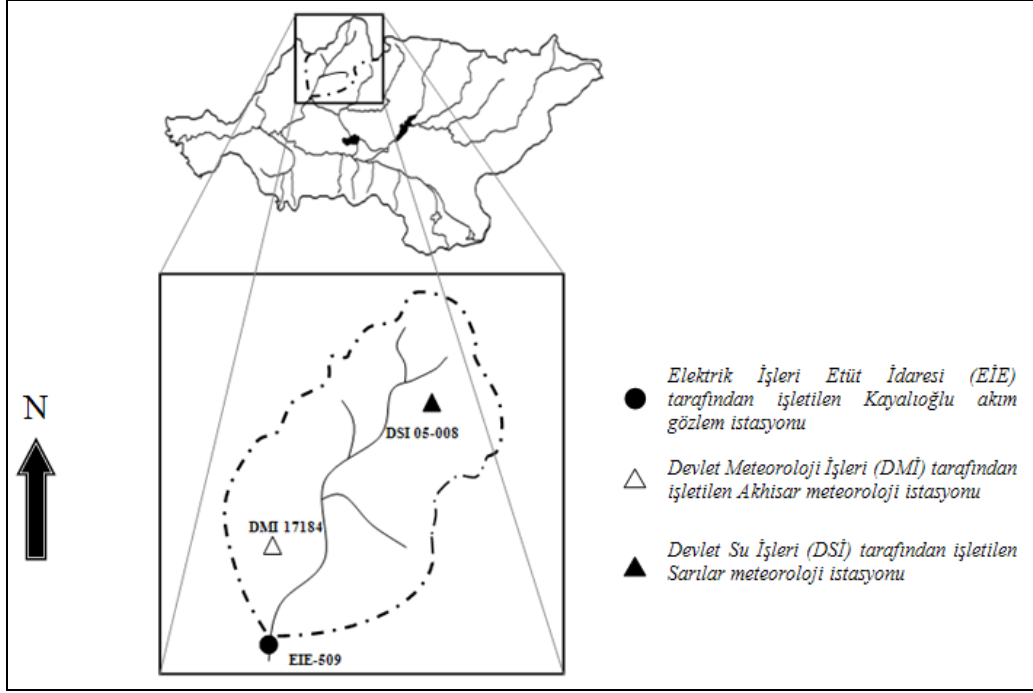 N
DSI 05-008
DMI 17184
EIE-509
Elektrik İşleri Etüt İdaresi (EİE)
tarafından işletilen Kayalıoğlu akım
gözlem istasyonu
Devlet Meteoroloji İşleri (DMİ) tarafından
işletilen Akhisar meteoroloji istasyonu
Devlet Su İşleri (DSİ) tarafından işletilen
Sarılar meteoroloji istasyonu